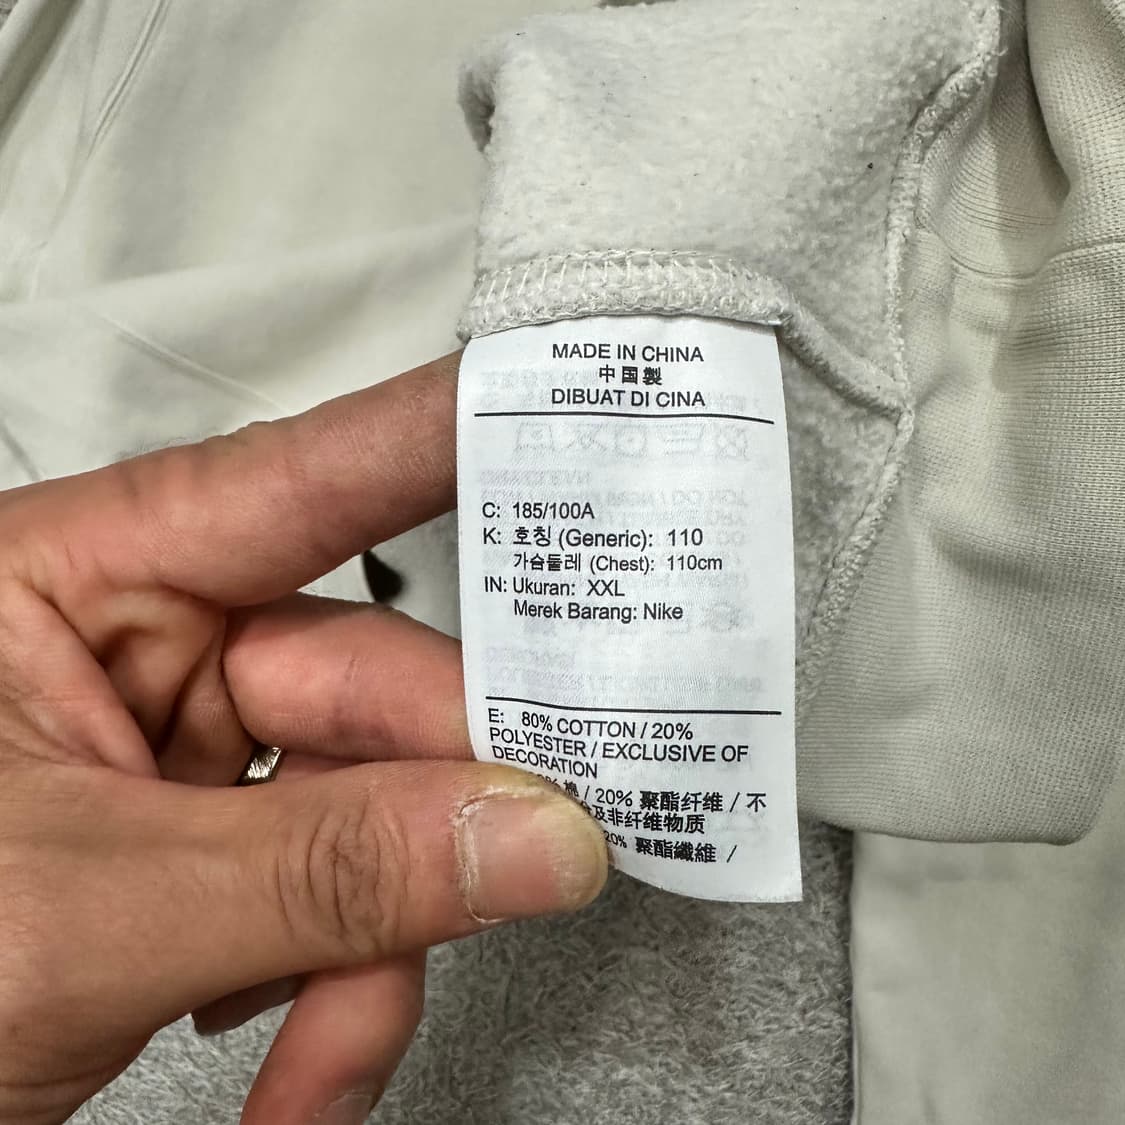 MADE IN CHINA
中国製
DIBUAT DI CINA
C: 185/100A
K: 호칭 (Generic): 110
가슴둘레 (Chest): 110cm
IN: Ukuran: XXL
Merek Barang: Nike
E: 80% COTTON / 20%
POLYESTER / EXCLUSIVE OF
DECORATION
棉 / 20% 聚酯纤维 / 不
及非纤维物质
20% 聚酯纖維 /